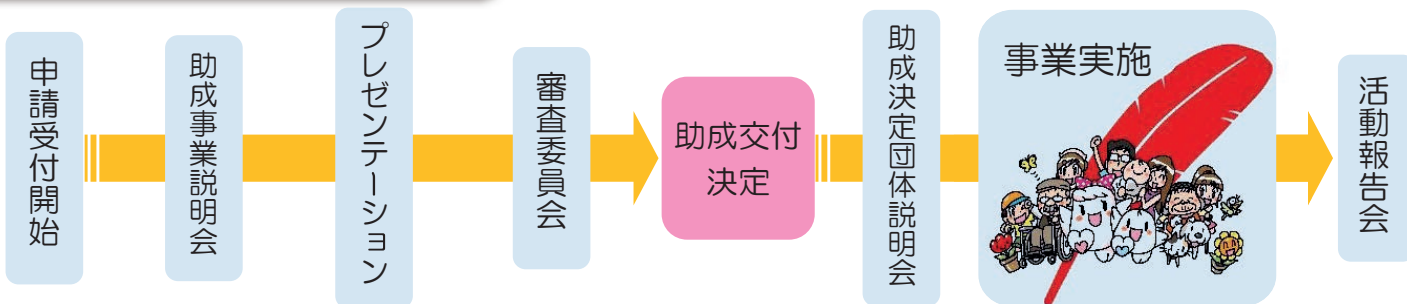 申請受付開始
助成事業説明会
プレゼンテーション
審査委員会
助成交付
決定
助成決定団体説明会
事業実施
活動報告会